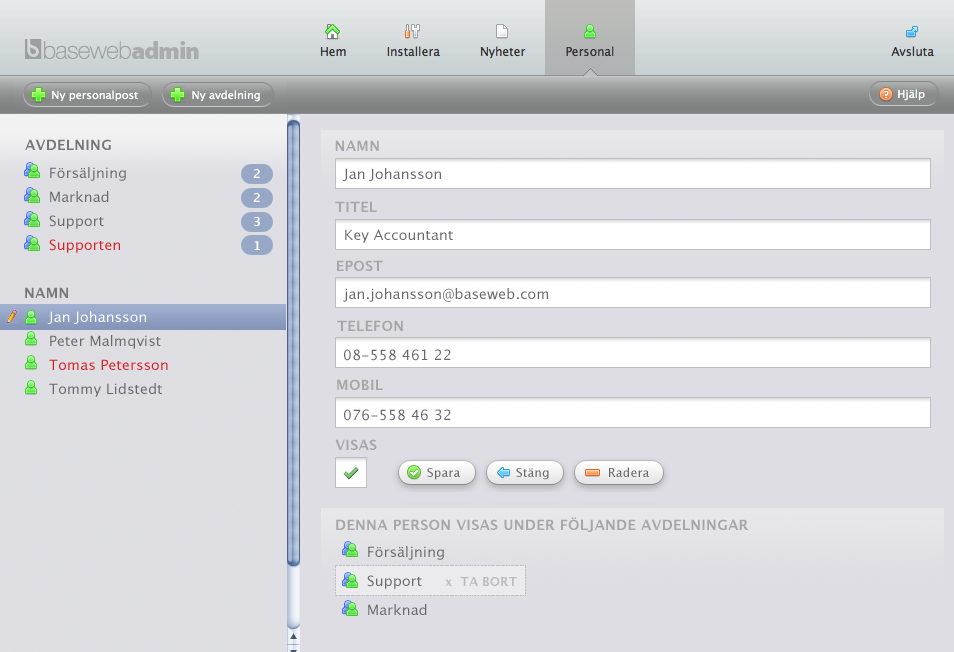 basewebadmin
Hem
Installera
Nyheter
Personal
Avsluta
Ny personalpost
Ny avdelning
Hjälp
AVDELNING
Försäljning 2
Marknad 2
Support 3
Supporten 1
NAMN
Jan Johansson
Peter Malmqvist
Tomas Petersson
Tommy Lidstedt
NAMN
Jan Johansson
TITEL
Key Accountant
EPOST
jan.johansson@baseweb.com
TELEFON
08-558 461 22
MOBIL
076-558 46 32
VISAS
Spara
Stäng
Radera
DENNA PERSON VISAS UNDER FÖLJANDE AVDELNINGAR
Försäljning
Support x TA BORT
Marknad